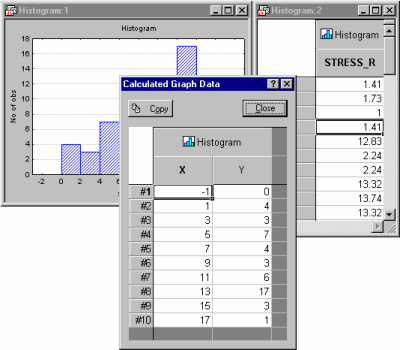 Histogram:1
Histogram
No of obs
18
16
14
12
10
8
6
4
2
0
-2 0 2 4
Histogram:2
Histogram
STRESS_R
1.41
1.73
1
1.41
12.83
2.24
2.24
13.32
13.74
13.32
Calculated Graph Data
Copy Close
Histogram
X Y
#1 -1 0
#2 1 4
#3 3 3
#4 5 7
#5 7 4
#6 9 3
#7 11 6
#8 13 17
#9 15 3
#10 17 1